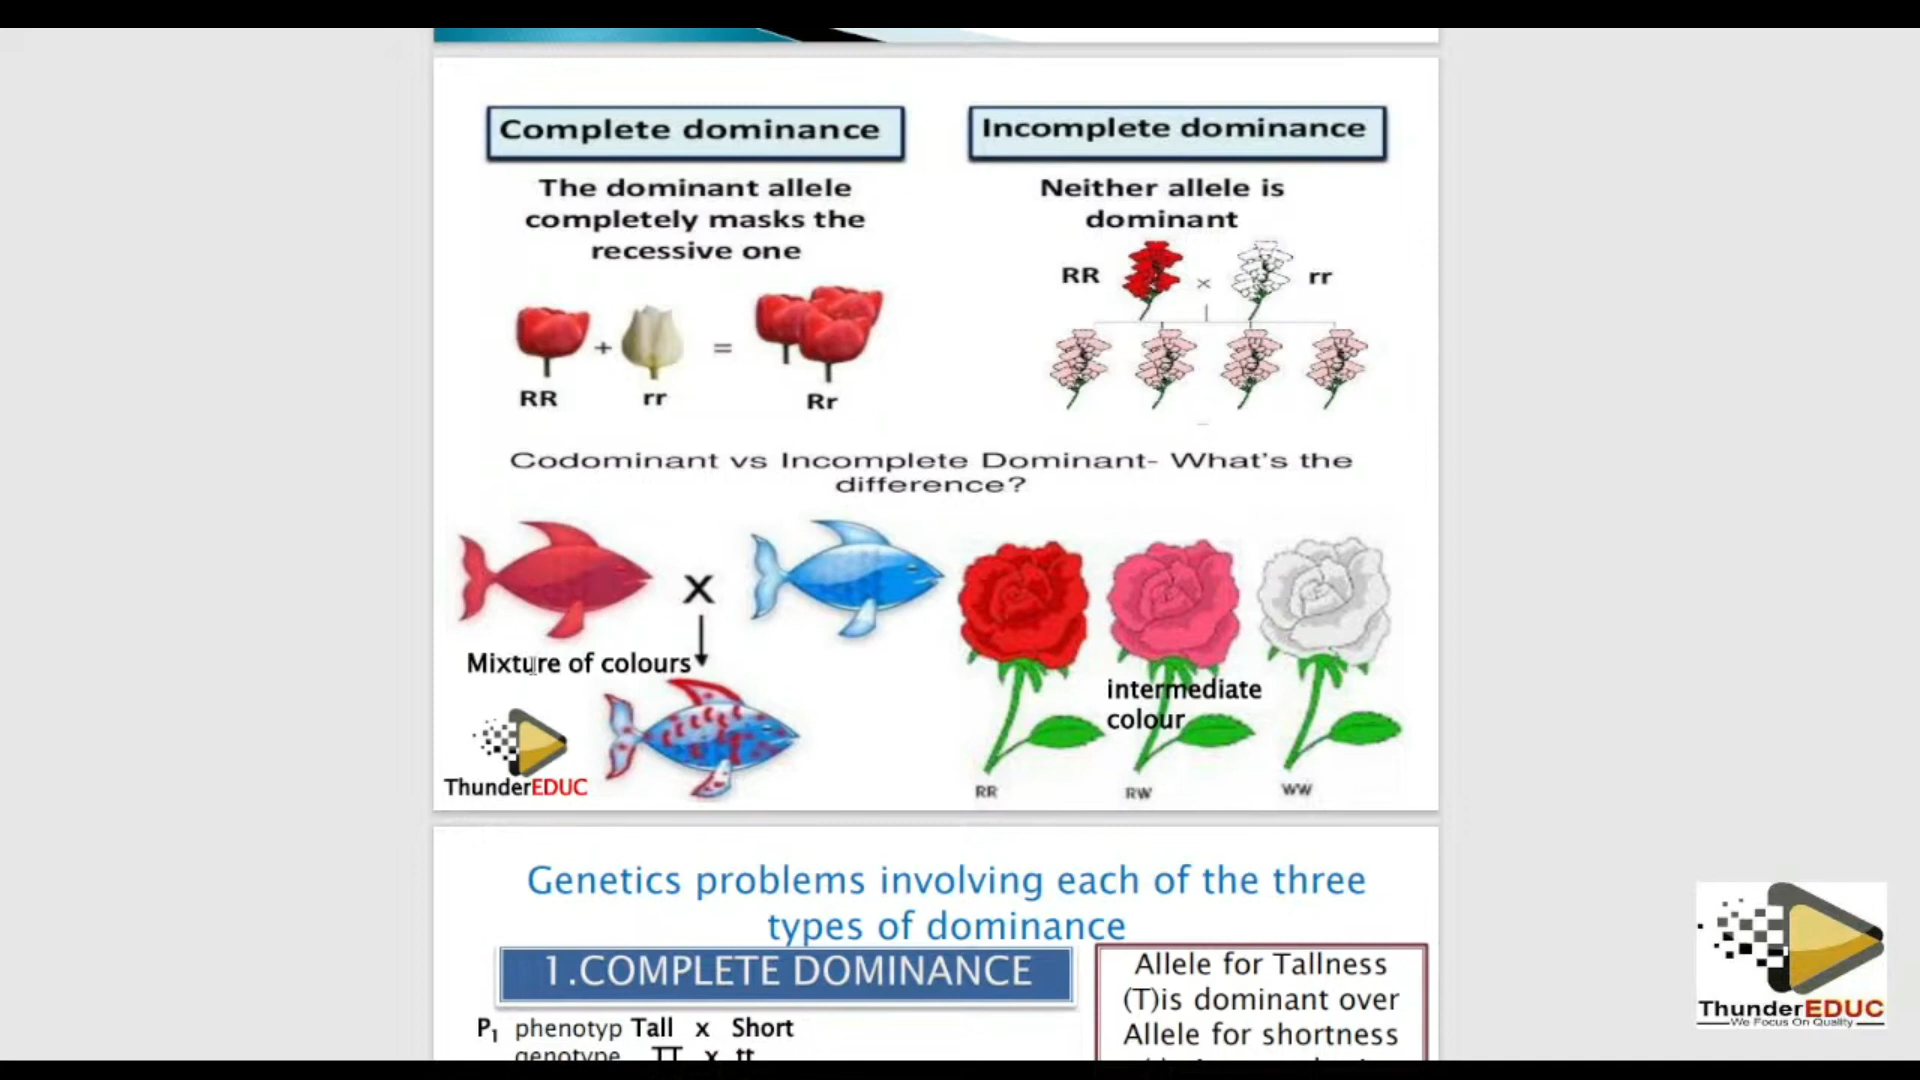 Complete dominance
The dominant allele
completely masks the
recessive one
RR
+
rr
=
Rr
Incomplete dominance
Neither allele is
dominant
RR
x
rr
Codominant vs Incomplete Dominant- What's the
difference?
X
Mixture of colours
ThunderEDUC
intermediate
colour
RR
RW
WW
Genetics problems involving each of the three
types of dominance
1.COMPLETE DOMINANCE
P1 phenotyp Tall x Short
genotype TT x tt
Allele for Tallness
(T)is dominant over
Allele for shortness
ThunderEDUC
We Focus On Quality